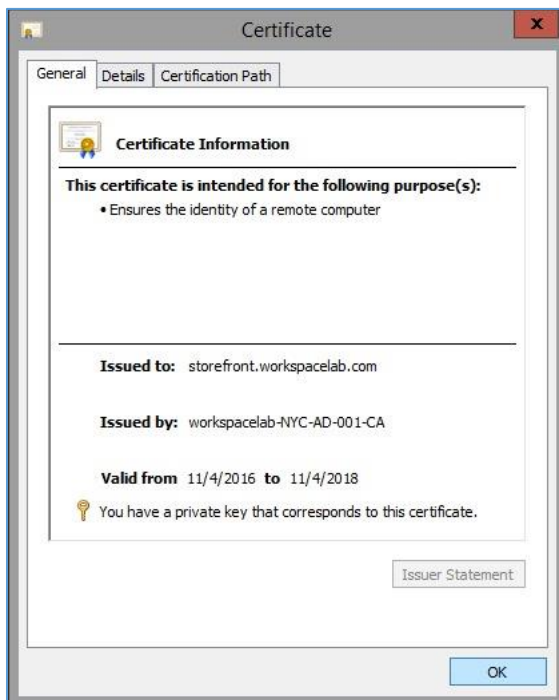 Certificate
x
General Details Certification Path
Certificate Information
This certificate is intended for the following purpose(s):
• Ensures the identity of a remote computer
Issued to: storefront.workspacelab.com
Issued by: workspacelab-NYC-AD-001-CA
Valid from 11/4/2016 to 11/4/2018
You have a private key that corresponds to this certificate.
Issuer Statement
OK